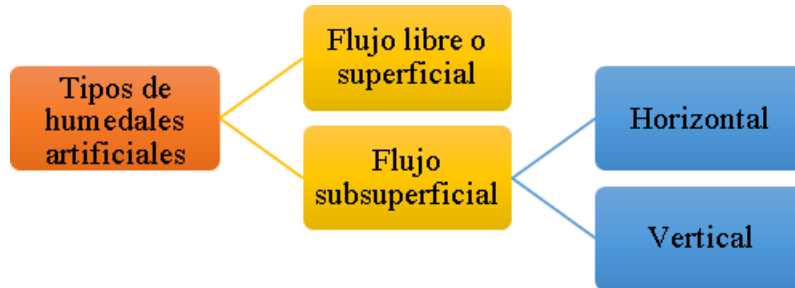 Tipos de
humedales
artificiales
Flujo libre o
superficial
Flujo
subsuperficial
Horizontal
Vertical